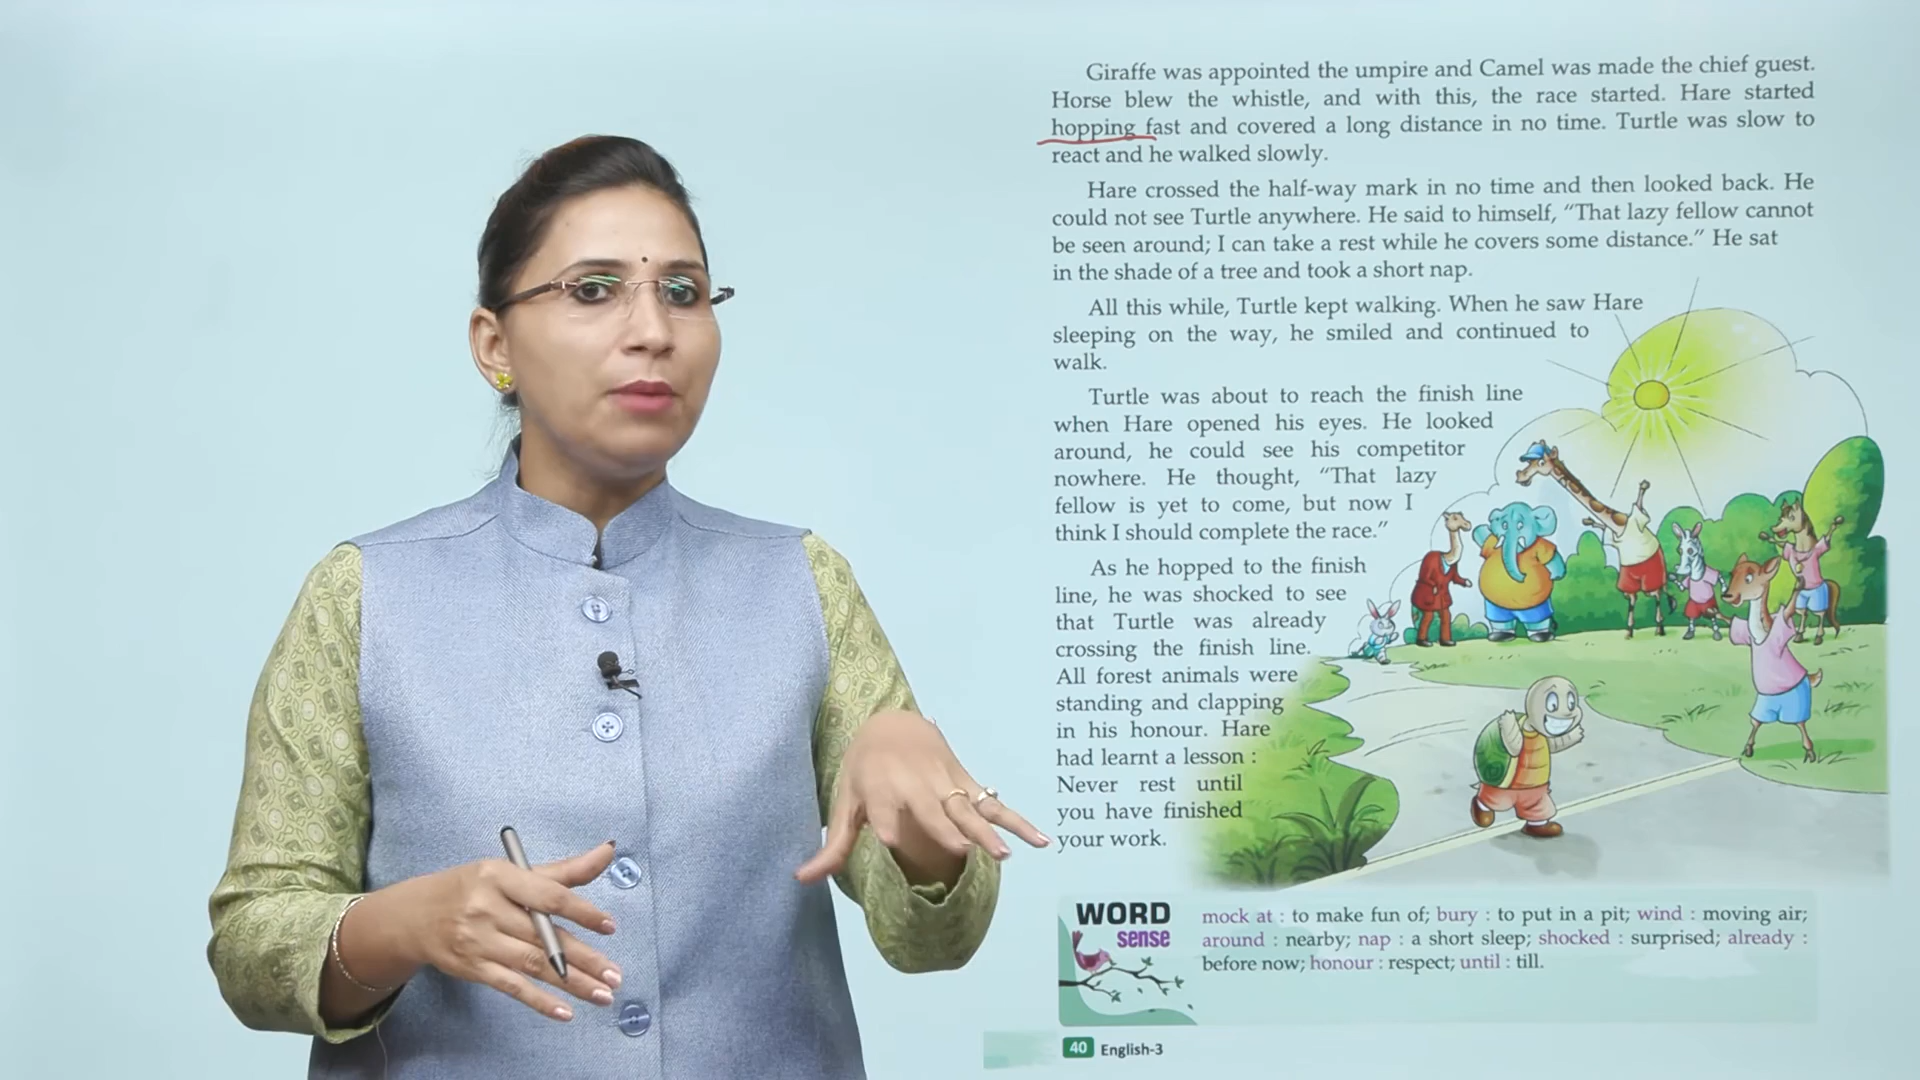 Giraffe was appointed the umpire and Camel was made the chief guest.
Horse blew the whistle, and with this, the race started. Hare started
hopping fast and covered a long distance in no time. Turtle was slow to
react and he walked slowly.
Hare crossed the half-way mark in no time and then looked back. He
could not see Turtle anywhere. He said to himself, “That lazy fellow cannot
be seen around; I can take a rest while he covers some distance.” He sat
in the shade of a tree and took a short nap.
All this while, Turtle kept walking. When he saw Hare
sleeping on the way, he smiled and continued to
walk.
Turtle was about to reach the finish line
when Hare opened his eyes. He looked
around, he could see his competitor
nowhere. He thought, “That lazy
fellow is yet to come, but now I
think I should complete the race.”
As he hopped to the finish
line, he was shocked to see
that Turtle was already
crossing the finish line.
All forest animals were
standing and clapping
in his honour. Hare
had learnt a lesson :
Never rest until
you have finished
your work.
WORD
sense
mock at : to make fun of; bury : to put in a pit; wind : moving air;
around : nearby; nap : a short sleep; shocked : surprised; already :
before now; honour : respect; until : till.
40 English-3